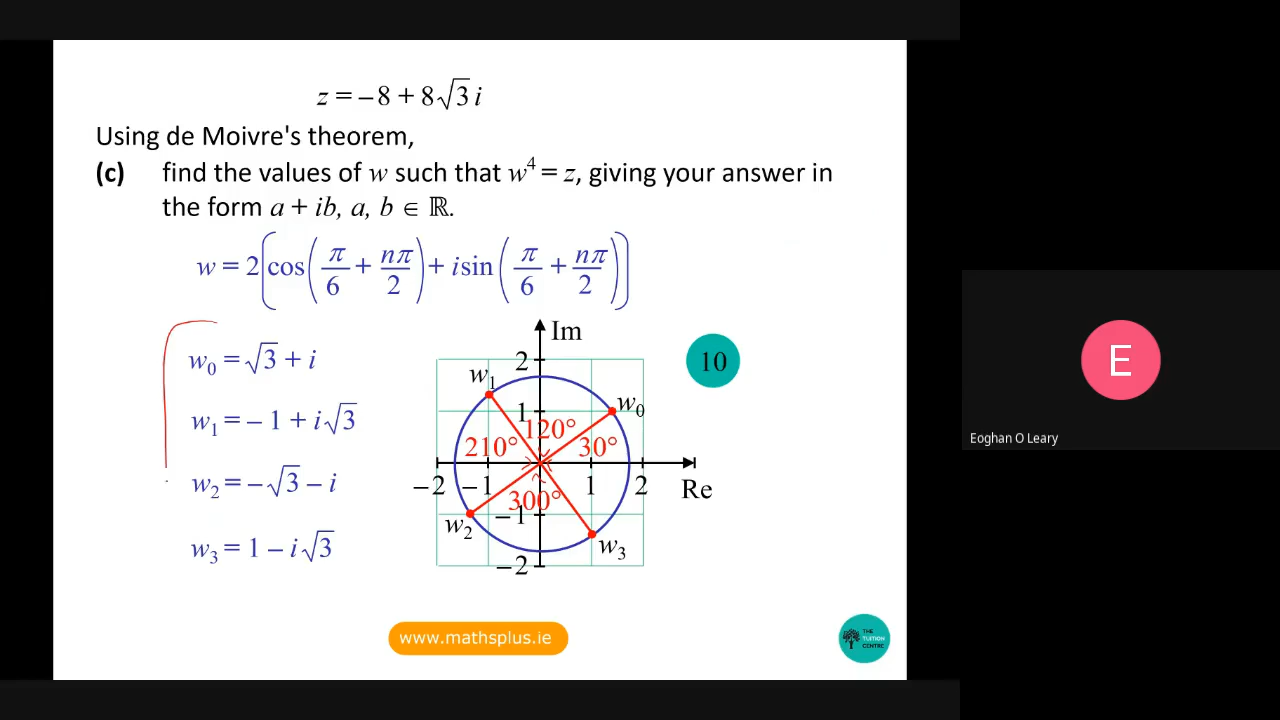 z = –8 + 8√3 i
Using de Moivre's theorem,
(c) find the values of w such that w⁴ = z, giving your answer in
the form a + ib, a, b ∈ ℝ.
w = 2[cos(π/6 + nπ/2) + i sin(π/6 + nπ/2)]
w₀ = √3 + i
w₁ = – 1 + i√3
w₂ = –√3 – i
w₃ = 1 – i√3
Im
2
w₁
1
w₀
120°
210°
30°
–2 –1 1 2 Re
300°
–1
w₂
w₃
–2
10
www.mathsplus.ie
THE
TUITION
CENTRE
E
Eoghan O Leary